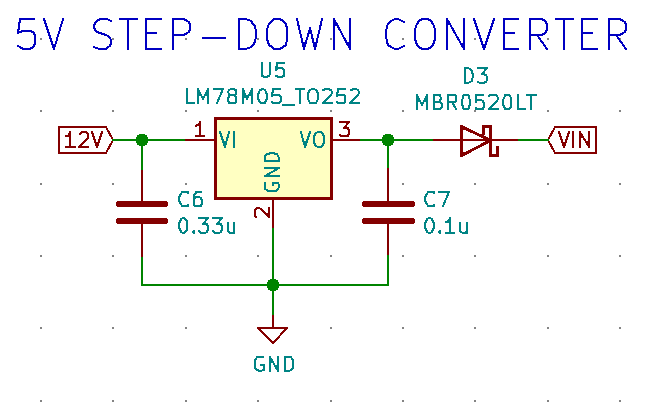 5V STEP-DOWN CONVERTER
U5
LM78M05_TO252
D3
MBR0520LT
12V
1
VI
VO
3
VIN
GND
2
C6
0.33u
C7
0.1u
GND